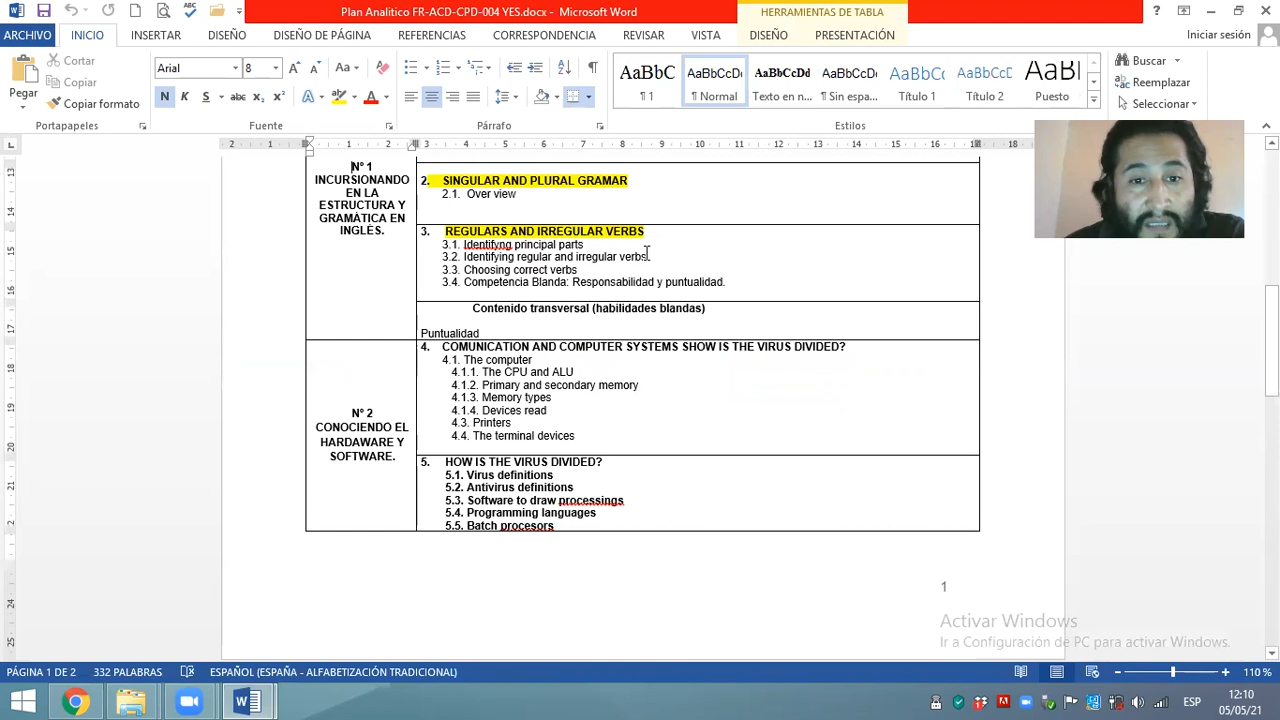 Plan Analitico FR-ACD-CPD-004 YES.docx - Microsoft Word
HERRAMIENTAS DE TABLA
ARCHIVO INICIO INSERTAR DISEÑO DISEÑO DE PÁGINA REFERENCIAS CORRESPONDENCIA REVISAR VISTA DISEÑO PRESENTACIÓN Iniciar sesión
Pegar
Cortar
Copiar
Copiar formato
Portapapeles
Arial 8
N K S abc x₂ x²
Fuente
Párrafo
AaBbC AaBbCcDc AaBbCcDd AaBbCcDc AaBbCc AaBbCcD AaB
¶ 1 ¶ Normal Texto en n... ¶ Sin espa... Título 1 Título 2 Puesto
Estilos
Buscar
Reemplazar
Seleccionar
Nº 1
INCURSIONANDO
EN LA
ESTRUCTURA Y
GRAMÁTICA EN
INGLÉS.
2. SINGULAR AND PLURAL GRAMAR
2.1. Over view
3. REGULARS AND IRREGULAR VERBS
3.1. Identifyng principal parts
3.2. Identifying regular and irregular verbs
3.3. Choosing correct verbs
3.4. Competencia Blanda: Responsabilidad y puntualidad.
Contenido transversal (habilidades blandas)
Puntualidad
Nº 2
CONOCIENDO EL
HARDAWARE Y
SOFTWARE.
4. COMUNICATION AND COMPUTER SYSTEMS SHOW IS THE VIRUS DIVIDED?
4.1. The computer
4.1.1. The CPU and ALU
4.1.2. Primary and secondary memory
4.1.3. Memory types
4.1.4. Devices read
4.3. Printers
4.4. The terminal devices
5. HOW IS THE VIRUS DIVIDED?
5.1. Virus definitions
5.2. Antivirus definitions
5.3. Software to draw processings
5.4. Programming languages
5.5. Batch procesors
1
Activar Windows
Ir a Configuración de PC para activar Windows.
PÁGINA 1 DE 2 332 PALABRAS ESPAÑOL (ESPAÑA - ALFABETIZACIÓN TRADICIONAL) 110 %
ESP
12:10
05/05/21